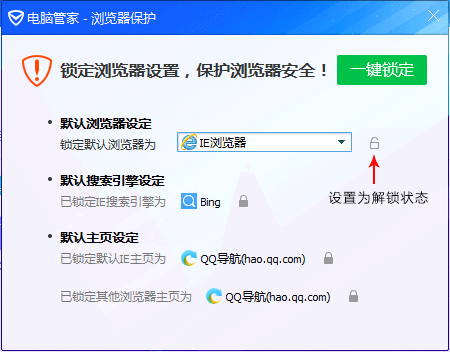 电脑管家 - 浏览器保护
锁定浏览器设置，保护浏览器安全！
一键锁定
默认浏览器设定
锁定默认浏览器为 IE浏览器
设置为解锁状态
默认搜索引擎设定
已锁定IE搜索引擎为 Bing
默认主页设定
已锁定默认IE主页为 QQ导航(hao.qq.com)
已锁定其他浏览器主页为 QQ导航(hao.qq.com)